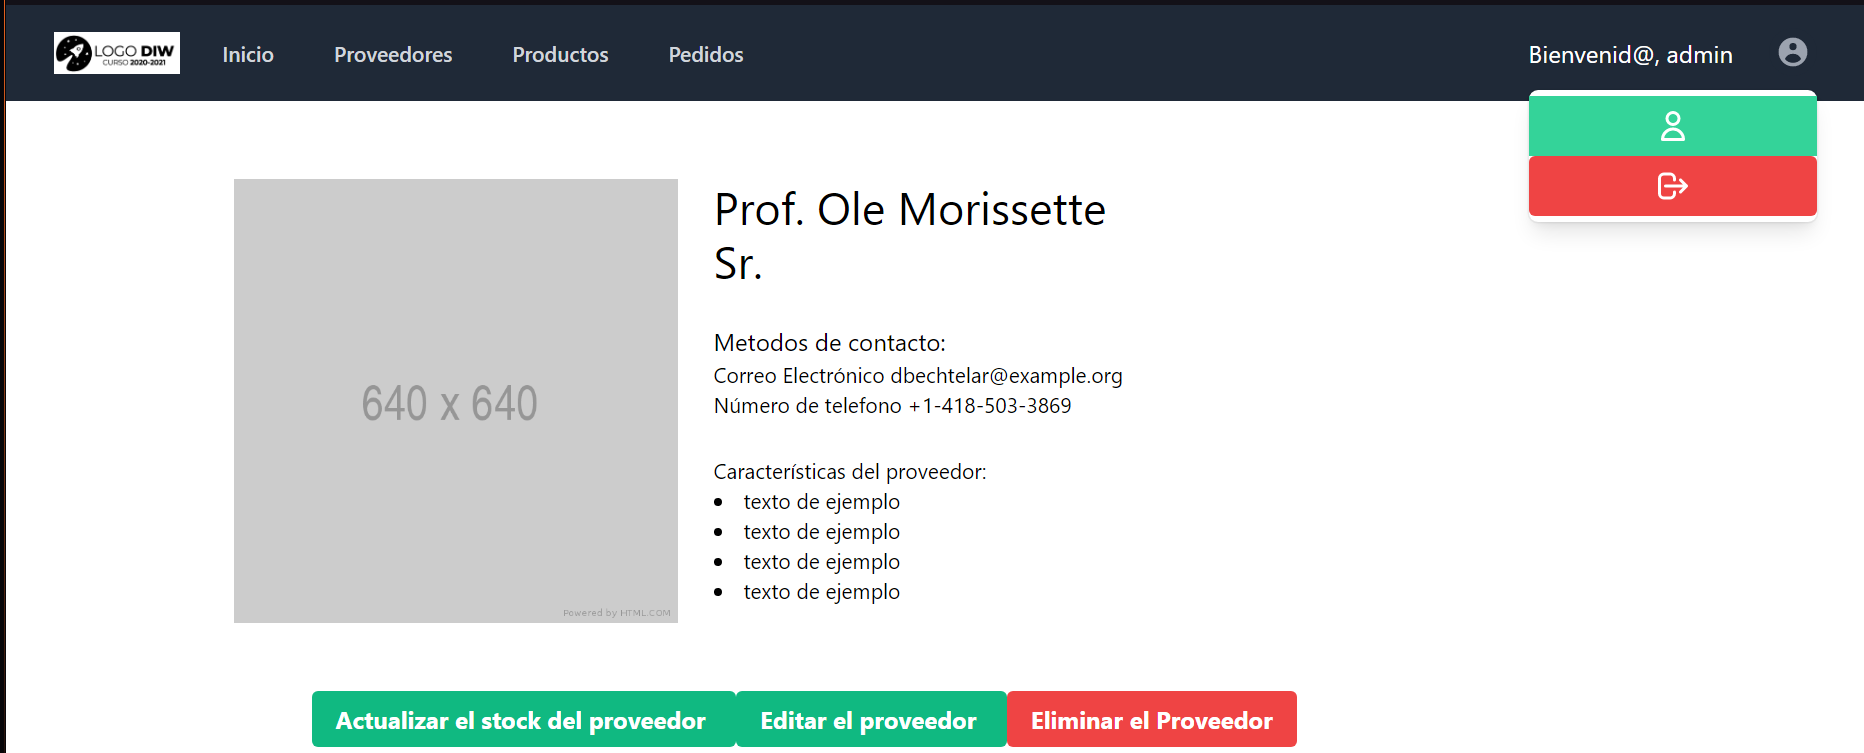 LOGO DIW
CURSO 2020-2021
Inicio
Proveedores
Productos
Pedidos
Bienvenid@, admin
640 x 640
Powered by HTML.COM
Prof. Ole Morissette
Sr.
Metodos de contacto:
Correo Electrónico dbechtelar@example.org
Número de telefono +1-418-503-3869
Características del proveedor:
texto de ejemplo
texto de ejemplo
texto de ejemplo
texto de ejemplo
Actualizar el stock del proveedor
Editar el proveedor
Eliminar el Proveedor